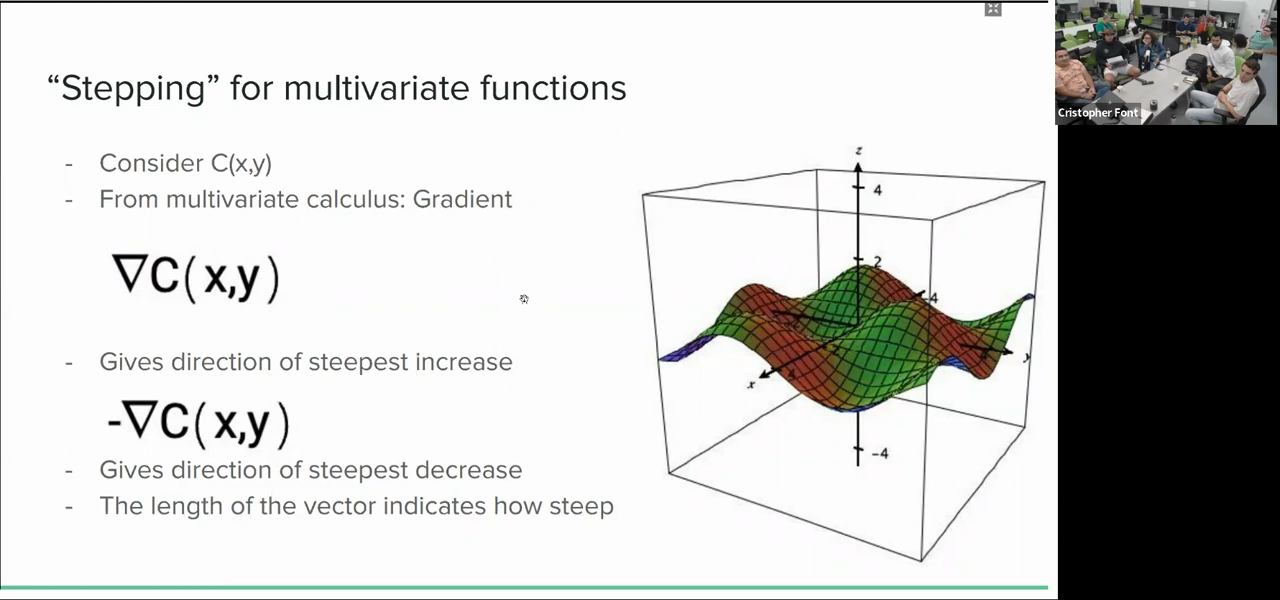 “Stepping” for multivariate functions
- Consider C(x,y)
- From multivariate calculus: Gradient
∇C(x,y)
- Gives direction of steepest increase
-∇C(x,y)
- Gives direction of steepest decrease
- The length of the vector indicates how steep
z
4
2
4
x
4
y
-4
Cristopher Font